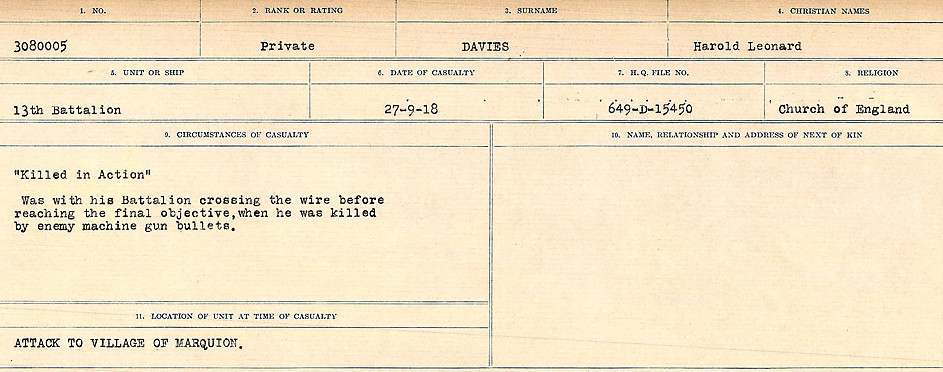 1. NO. 2. RANK OR RATING 3. SURNAME 4. CHRISTIAN NAMES
3080005 Private DAVIES Harold Leonard
5. UNIT OR SHIP 6. DATE OF CASUALTY 7. H. Q. FILE NO. 8. RELIGION
13th Battalion 27-9-18 649-D-15450 Church of England
9. CIRCUMSTANCES OF CASUALTY 10. NAME, RELATIONSHIP AND ADDRESS OF NEXT OF KIN
"Killed in Action"
Was with his Battalion crossing the wire before
reaching the final objective,when he was killed
by enemy machine gun bullets.
11. LOCATION OF UNIT AT TIME OF CASUALTY
ATTACK TO VILLAGE OF MARQUION.